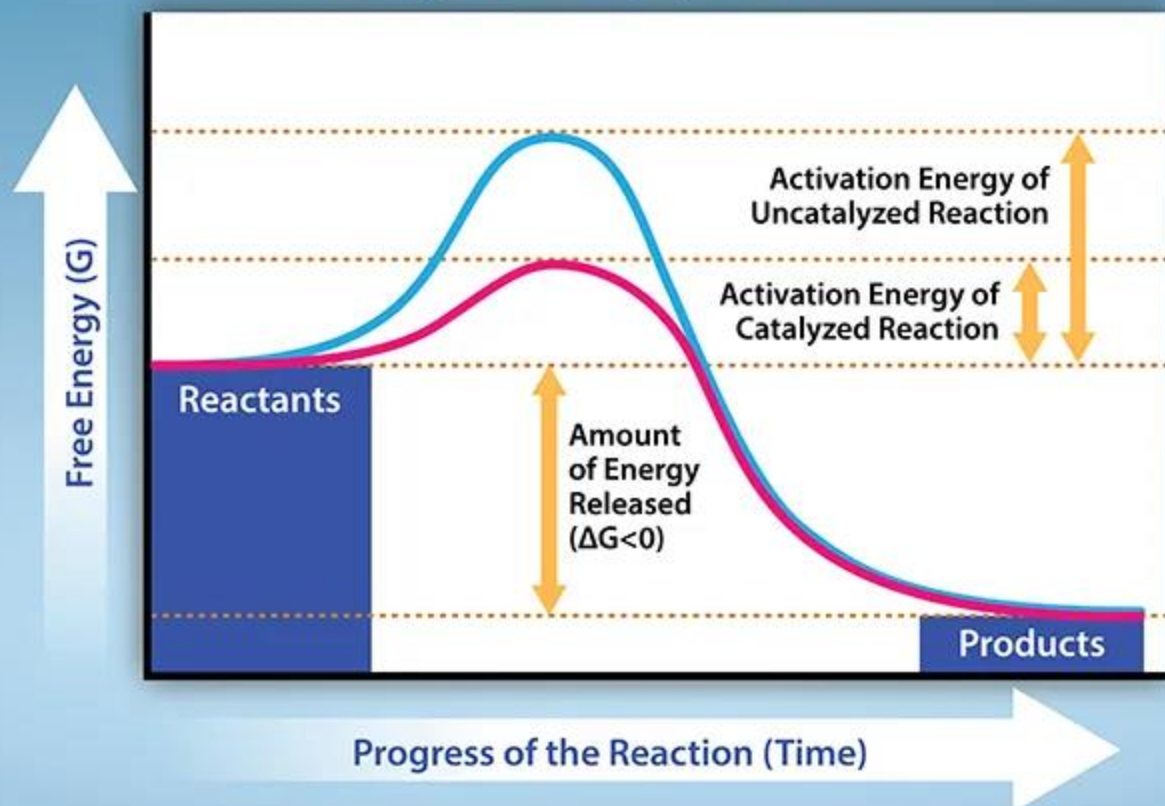 Free Energy (G)
Activation Energy of
Uncatalyzed Reaction
Activation Energy of
Catalyzed Reaction
Reactants
Amount
of Energy
Released
(ΔG<0)
Products
Progress of the Reaction (Time)